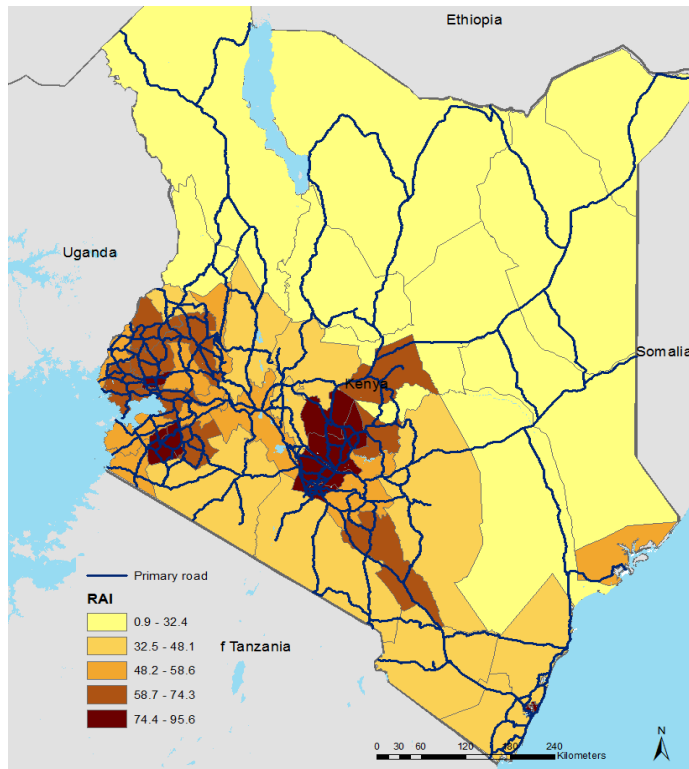 Ethiopia
Uganda
Somalia
Kenya
Primary road
RAI
0.9 - 32.4
32.5 - 48.1
48.2 - 58.6
58.7 - 74.3
74.4 - 95.6
f Tanzania
N
0 30 60 120 180 240
Kilometers